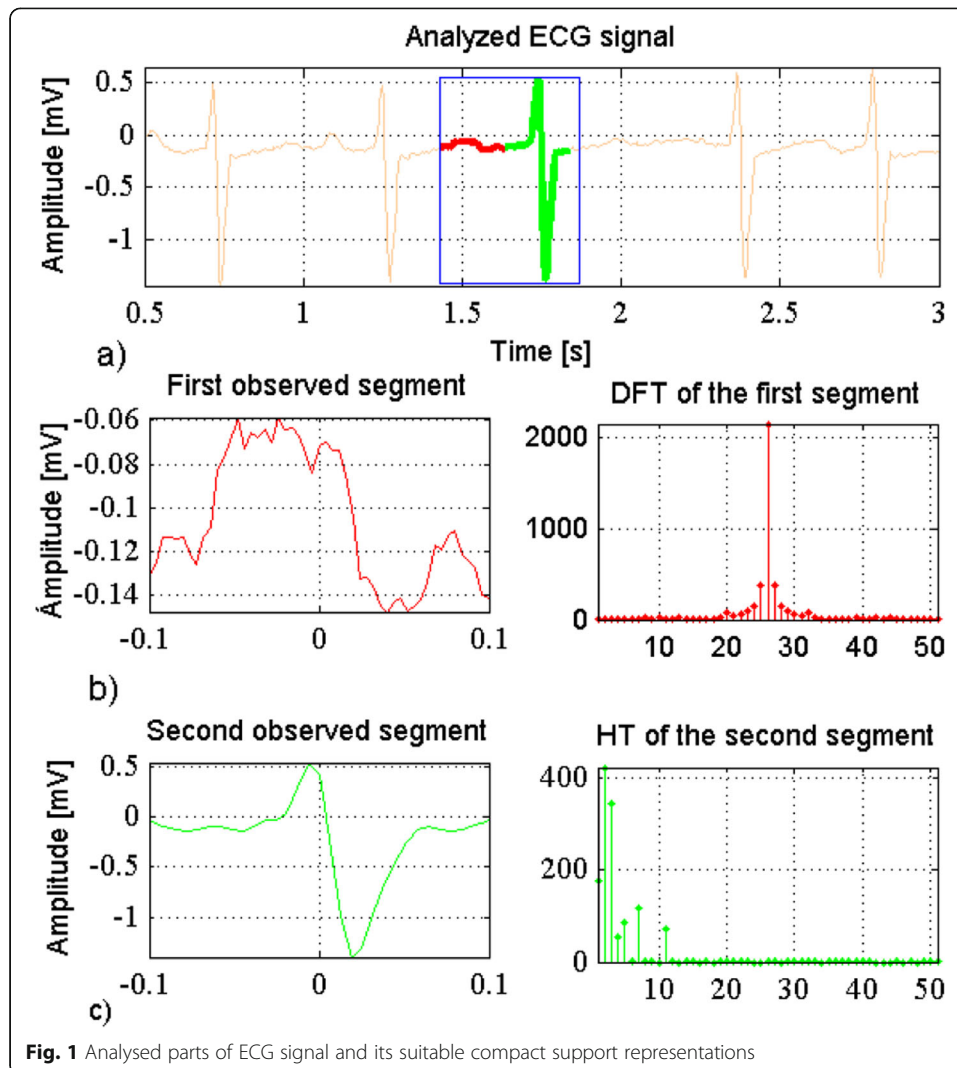 Analyzed ECG signal
Amplitude [mV]
0.5
0
-0.5
-1
0.5 1 1.5 2 2.5 3
Time [s]
a)
First observed segment
Ámplitude [mV]
-0.06
-0.08
-0.1
-0.12
-0.14
-0.1 0 0.1
b)
DFT of the first segment
2000
1000
0
10 20 30 40 50
Second observed segment
Amplitude [mV]
0.5
0
-0.5
-1
-0.1 0 0.1
c)
HT of the second segment
400
200
0
10 20 30 40 50
Fig. 1 Analysed parts of ECG signal and its suitable compact support representations